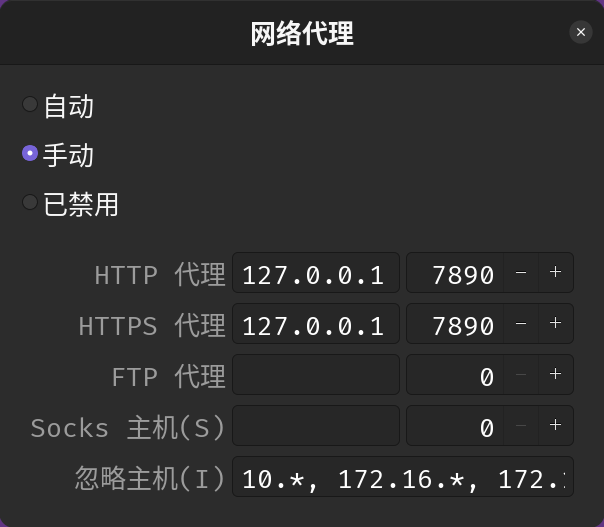 网络代理
自动
手动
已禁用
HTTP 代理 127.0.0.1 7890 − +
HTTPS 代理 127.0.0.1 7890 − +
FTP 代理 0 − +
Socks 主机(S) 0 − +
忽略主机(I) 10.*, 172.16.*, 172.